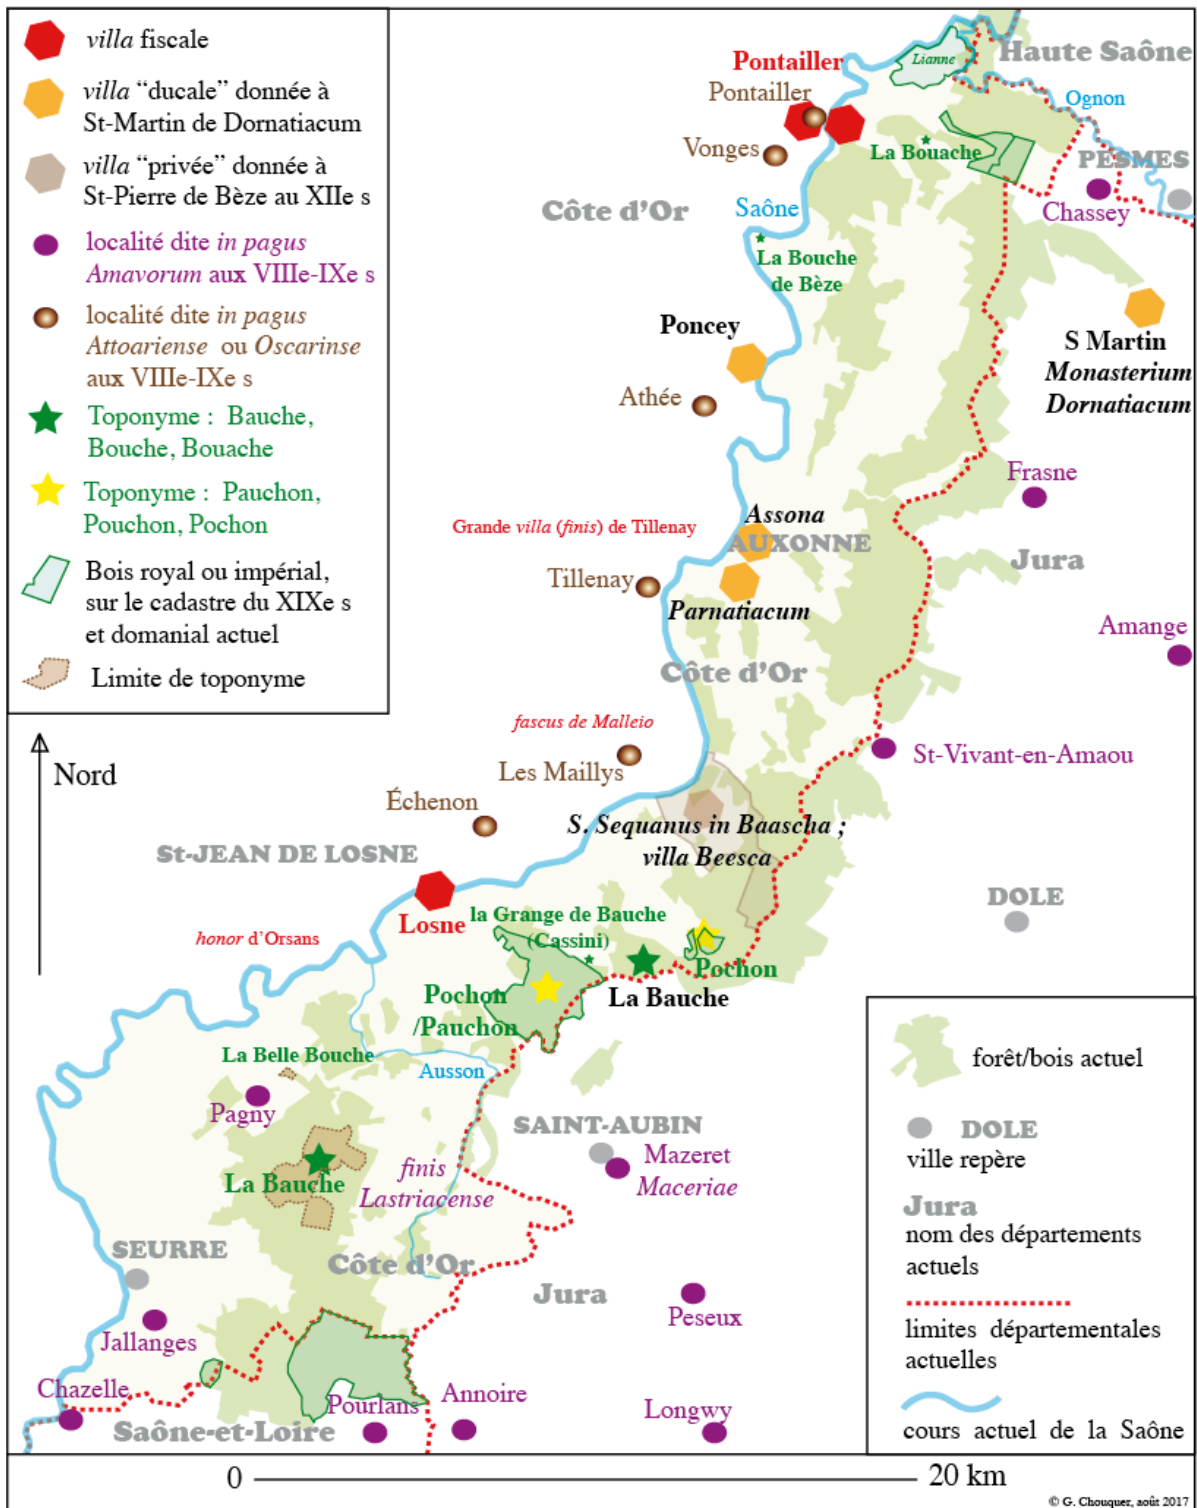 villa fiscale
villa “ducale” donnée à
St-Martin de Dornatiacum
villa “privée” donnée à
St-Pierre de Bèze au XIIe s
localité dite in pagus
Amavorum aux VIIIe-IXe s
localité dite in pagus
Attoariense ou Oscarinse
aux VIIIe-IXe s
Toponyme : Bauche,
Bouche, Bouache
Toponyme : Pauchon,
Pouchon, Pochon
Bois royal ou impérial,
sur le cadastre du XIXe s
et domanial actuel
Limite de toponyme
Nord
Haute Saône
Lianne
Pontailler
Pontailler
Ognon
Vonges
La Bouache
PESMES
Chassey
Côte d’Or
Saône
La Bouche
de Bèze
Poncey
S Martin
Monasterium
Dornatiacum
Athée
Frasne
Assona
Grande villa (finis) de Tillenay
AUXONNE
Jura
Tillenay
Parnatiacum
Amange
Côte d’Or
fascus de Malleio
St-Vivant-en-Amaou
Les Maillys
Échenon
S. Sequanus in Baascha ;
villa Beesca
St-JEAN DE LOSNE
DOLE
Losne
la Grange de Bauche
(Cassini)
honor d’Orsans
Pochon
La Bauche
Pochon
/Pauchon
La Belle Bouche
Ausson
Pagny
SAINT-AUBIN
Mazeret
Maceriae
finis
Lastriacense
La Bauche
SEURRE
Côte d’Or
Jura
Peseux
Jallanges
Chazelle
Pourlans
Annoire
Longwy
Saône-et-Loire
forêt/bois actuel
DOLE
ville repère
Jura
nom des départements
actuels
limites départementales
actuelles
cours actuel de la Saône
0
20 km
© G. Chouquer, août 2017